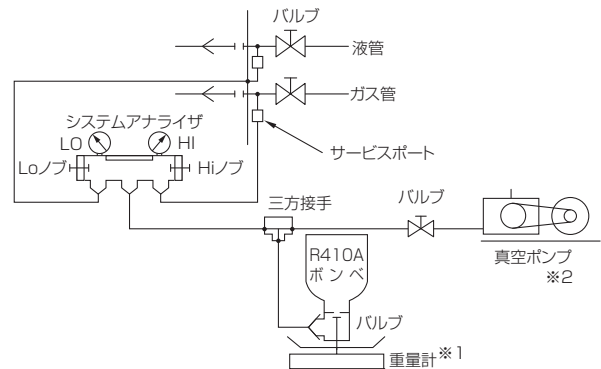 バルブ
液管
ガス管
システムアナライザ
LO
HI
Loノブ
Hiノブ
サービスポート
三方接手
バルブ
R410A
ボンベ
真空ポンプ
※2
バルブ
重量計※1